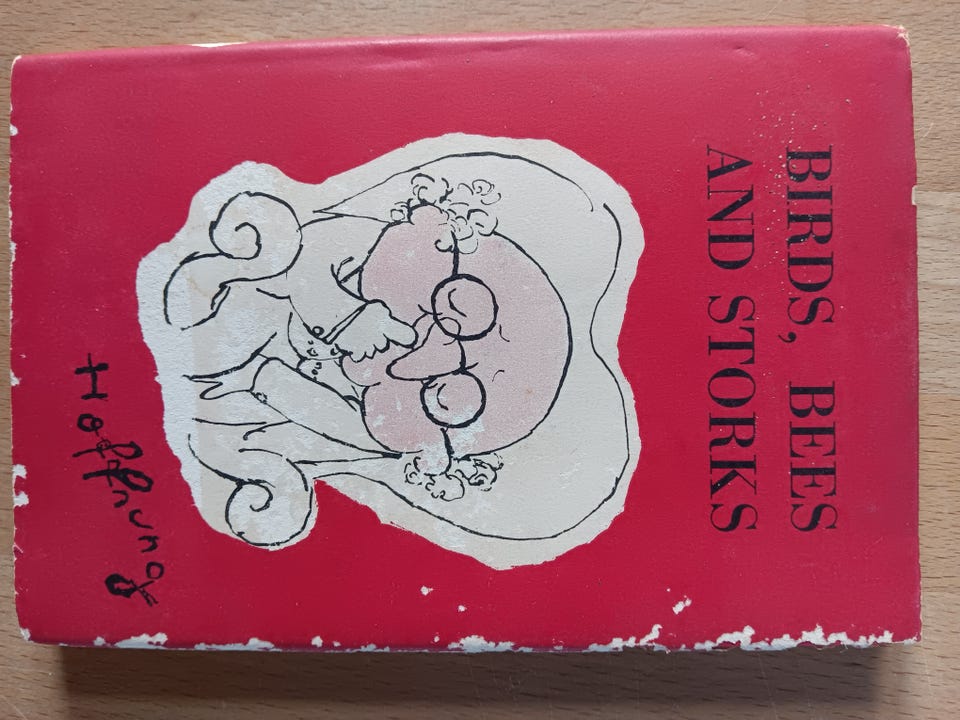 BIRDS, BEES
AND STORKS
Hoffnung